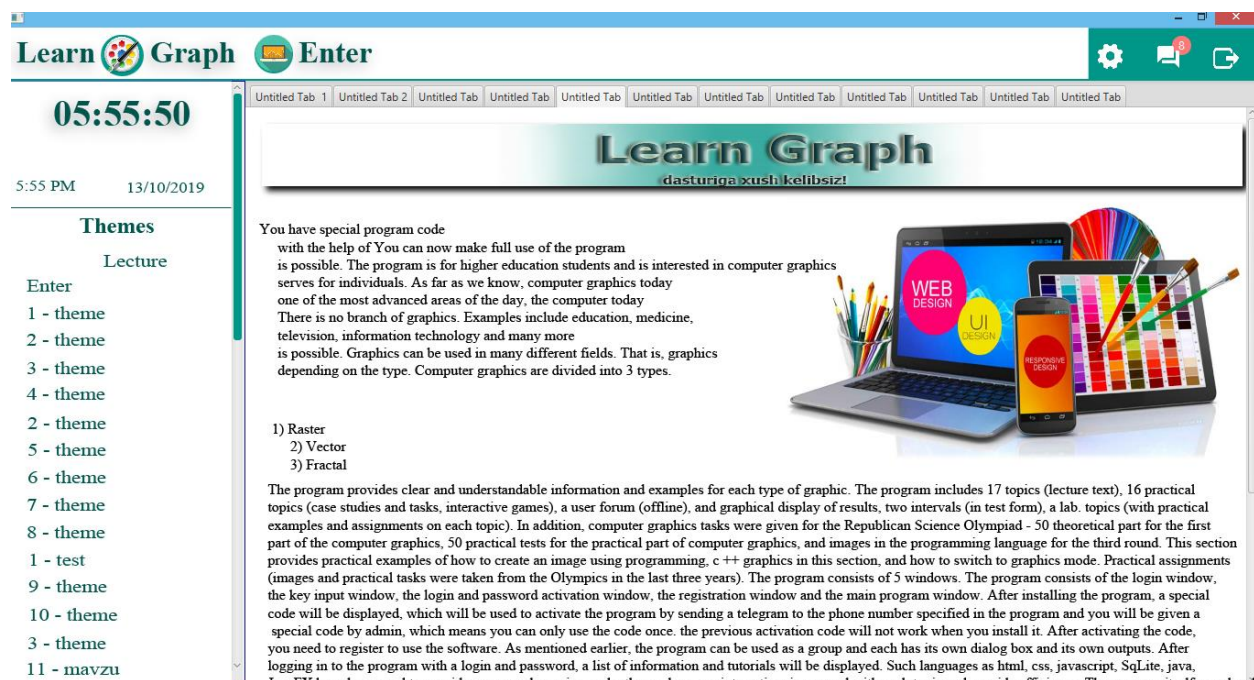 Learn Graph Enter
8
05:55:50
5:55 PM 13/10/2019
Themes
Lecture
Enter
1 - theme
2 - theme
3 - theme
4 - theme
2 - theme
5 - theme
6 - theme
7 - theme
8 - theme
1 - test
9 - theme
10 - theme
3 - theme
11 - mavzu
Untitled Tab 1 Untitled Tab 2 Untitled Tab Untitled Tab Untitled Tab Untitled Tab Untitled Tab Untitled Tab Untitled Tab Untitled Tab Untitled Tab Untitled Tab
Learn Graph
dasturiga xush kelibsiz!
You have special program code
with the help of You can now make full use of the program
is possible. The program is for higher education students and is interested in computer graphics
serves for individuals. As far as we know, computer graphics today
one of the most advanced areas of the day, the computer today
There is no branch of graphics. Examples include education, medicine,
television, information technology and many more
is possible. Graphics can be used in many different fields. That is, graphics
depending on the type. Computer graphics are divided into 3 types.
WEB
DESIGN
UI
DESIGN
RESPONSIVE
DESIGN
1) Raster
2) Vector
3) Fractal
The program provides clear and understandable information and examples for each type of graphic. The program includes 17 topics (lecture text), 16 practical
topics (case studies and tasks, interactive games), a user forum (offline), and graphical display of results, two intervals (in test form), a lab. topics (with practical
examples and assignments on each topic). In addition, computer graphics tasks were given for the Republican Science Olympiad - 50 theoretical part for the first
part of the computer graphics, 50 practical tests for the practical part of computer graphics, and images in the programming language for the third round. This section
provides practical examples of how to create an image using programming, c ++ graphics in this section, and how to switch to graphics mode. Practical assignments
(images and practical tasks were taken from the Olympics in the last three years). The program consists of 5 windows. The program consists of the login window,
the key input window, the login and password activation window, the registration window and the main program window. After installing the program, a special
code will be displayed, which will be used to activate the program by sending a telegram to the phone number specified in the program and you will be given a
special code by admin, which means you can only use the code once. the previous activation code will not work when you install it. After activating the code,
you need to register to use the software. As mentioned earlier, the program can be used as a group and each has its own dialog box and its own outputs. After
logging in to the program with a login and password, a list of information and tutorials will be displayed. Such languages as html, css, javascript, SqLite, java,